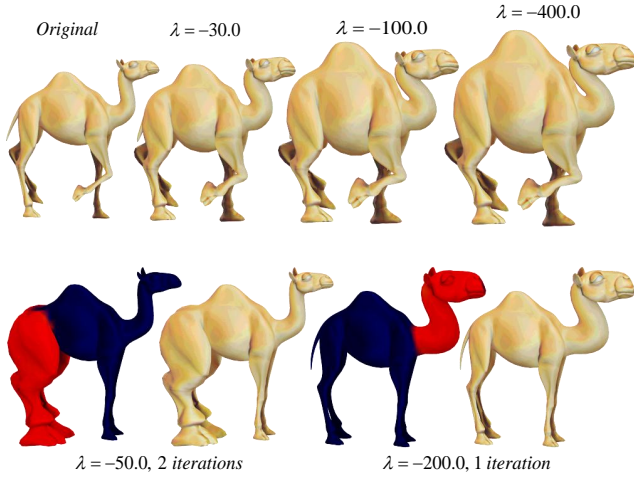 Original
λ = −30.0
λ = −100.0
λ = −400.0
λ = −50.0, 2 iterations
λ = −200.0, 1 iteration